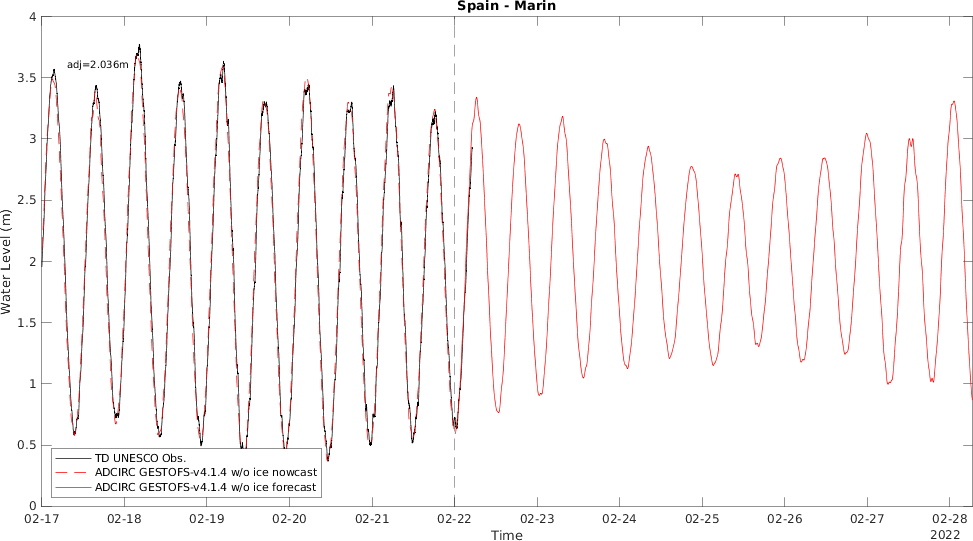 Spain - Marin
4
adj=2.036m
3.5
3
2.5
2
1.5
1
0.5
0
Water Level (m)
TD UNESCO Obs.
ADCIRC GESTOFS-v4.1.4 w/o ice nowcast
ADCIRC GESTOFS-v4.1.4 w/o ice forecast
02-17 02-18 02-19 02-20 02-21 02-22 02-23 02-24 02-25 02-26 02-27 02-28
Time
2022